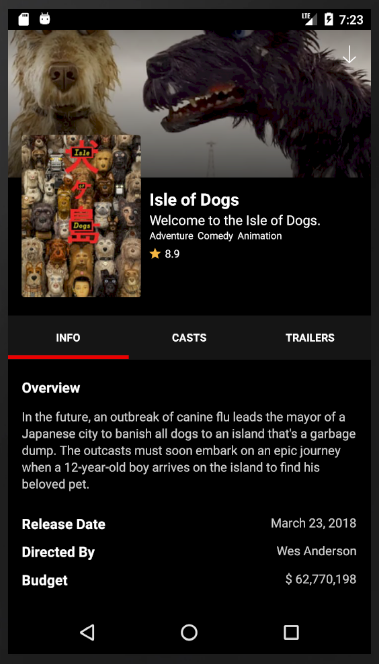 LTE 7:23
犬
Isle
ヶ
of
島
Dogs
Isle of Dogs
Welcome to the Isle of Dogs.
Adventure Comedy Animation
8.9
INFO CASTS TRAILERS
Overview
In the future, an outbreak of canine flu leads the mayor of a
Japanese city to banish all dogs to an island that's a garbage
dump. The outcasts must soon embark on an epic journey
when a 12-year-old boy arrives on the island to find his
beloved pet.
Release Date March 23, 2018
Directed By Wes Anderson
Budget $ 62,770,198